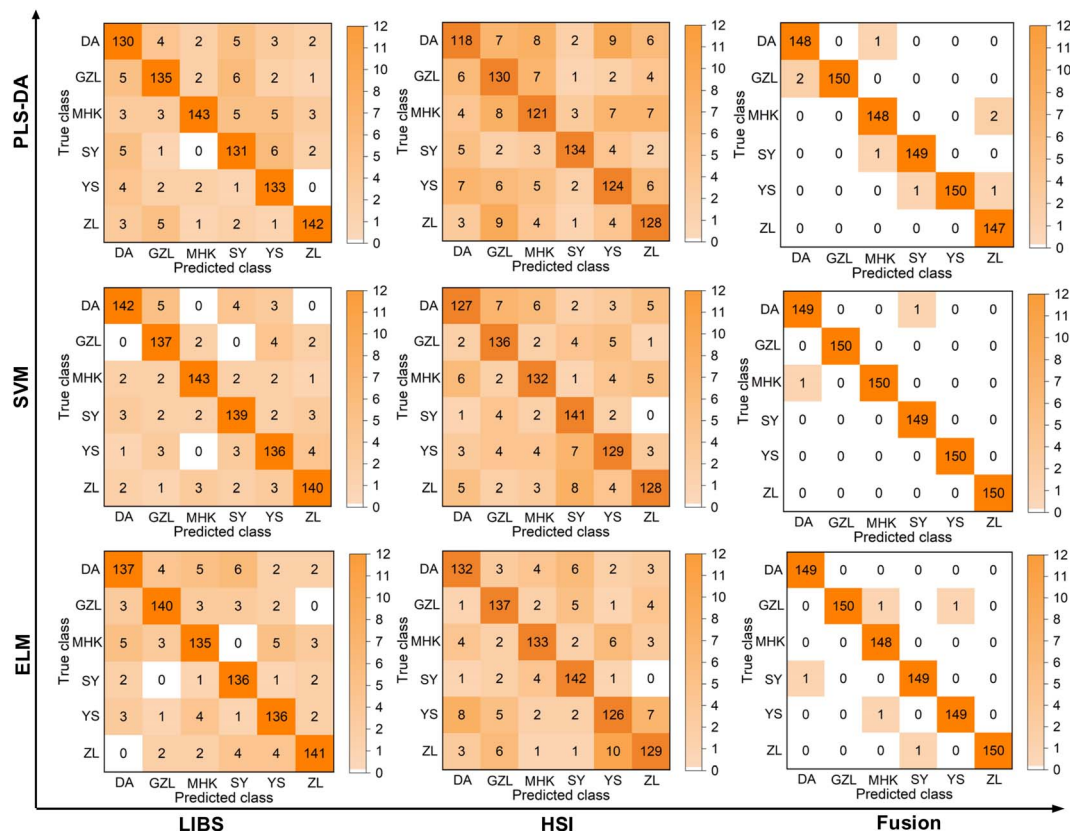 PLS-DA
True class
DA 130 4 2 5 3 2
GZL 5 135 2 6 2 1
MHK 3 3 143 5 5 3
SY 5 1 0 131 6 2
YS 4 2 2 1 133 0
ZL 3 5 1 2 1 142
DA GZL MHK SY YS ZL
Predicted class
12
11
10
9
8
7
6
5
4
3
2
1
0
True class
DA 118 7 8 2 9 6
GZL 6 130 7 1 2 4
MHK 4 8 121 3 7 7
SY 5 2 3 134 4 2
YS 7 6 5 2 124 6
ZL 3 9 4 1 4 128
DA GZL MHK SY YS ZL
Predicted class
12
11
10
9
8
7
6
5
4
3
2
1
0
True class
DA 148 0 1 0 0 0
GZL 2 150 0 0 0 0
MHK 0 0 148 0 0 2
SY 0 0 1 149 0 0
YS 0 0 0 1 150 1
ZL 0 0 0 0 0 147
DA GZL MHK SY YS ZL
Predicted class
12
11
10
9
8
7
6
5
4
3
2
1
0
SVM
True class
DA 142 5 0 4 3 0
GZL 0 137 2 0 4 2
MHK 2 2 143 2 2 1
SY 3 2 2 139 2 3
YS 1 3 0 3 136 4
ZL 2 1 3 2 3 140
DA GZL MHK SY YS ZL
Predicted class
12
11
10
9
8
7
6
5
4
3
2
1
0
True class
DA 127 7 6 2 3 5
GZL 2 136 2 4 5 1
MHK 6 2 132 1 4 5
SY 1 4 2 141 2 0
YS 3 4 4 7 129 3
ZL 5 2 3 8 4 128
DA GZL MHK SY YS ZL
Predicted class
12
11
10
9
8
7
6
5
4
3
2
1
0
True class
DA 149 0 0 1 0 0
GZL 0 150 0 0 0 0
MHK 1 0 150 0 0 0
SY 0 0 0 149 0 0
YS 0 0 0 0 150 0
ZL 0 0 0 0 0 150
DA GZL MHK SY YS ZL
Predicted class
12
11
10
9
8
7
6
5
4
3
2
1
0
ELM
True class
DA 137 4 5 6 2 2
GZL 3 140 3 3 2 0
MHK 5 3 135 0 5 3
SY 2 0 1 136 1 2
YS 3 1 4 1 136 2
ZL 0 2 2 4 4 141
DA GZL MHK SY YS ZL
Predicted class
12
11
10
9
8
7
6
5
4
3
2
1
0
True class
DA 132 3 4 6 2 3
GZL 1 137 2 5 1 4
MHK 4 2 133 2 6 3
SY 1 2 4 142 1 0
YS 8 5 2 2 126 7
ZL 3 6 1 1 10 129
DA GZL MHK SY YS ZL
Predicted class
12
11
10
9
8
7
6
5
4
3
2
1
0
True class
DA 149 0 0 0 0 0
GZL 0 150 1 0 1 0
MHK 0 0 148 0 0 0
SY 1 0 0 149 0 0
YS 0 0 1 0 149 0
ZL 0 0 0 1 0 150
DA GZL MHK SY YS ZL
Predicted class
12
11
10
9
8
7
6
5
4
3
2
1
0
LIBS HSI Fusion